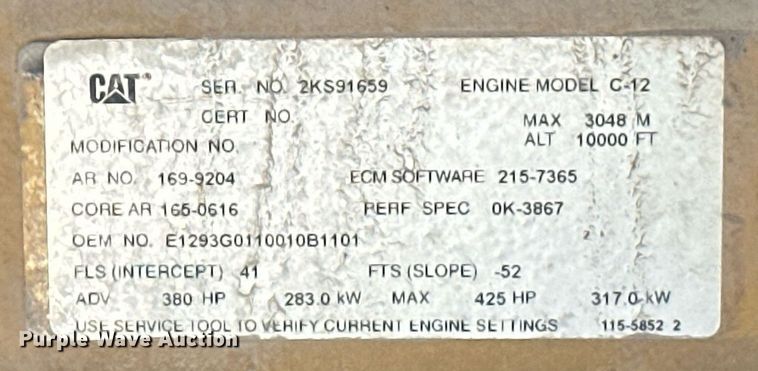 CAT SER. NO. 2KS91659 ENGINE MODEL C-12
CERT NO.
MAX 3048 M
MODIFICATION NO. ALT 10000 FT
AR NO. 169-9204 ECM SOFTWARE 215-7365
CORE AR 165-0616 PERF SPEC 0K-3867
OEM NO. E1293G0110010B1101 2
FLS (INTERCEPT) 41 FTS (SLOPE) -52
ADV 380 HP 283.0 kW MAX 425 HP 317.0 kW
USE SERVICE TOOL TO VERIFY CURRENT ENGINE SETTINGS 115-5852 2
Purple Wave Auction